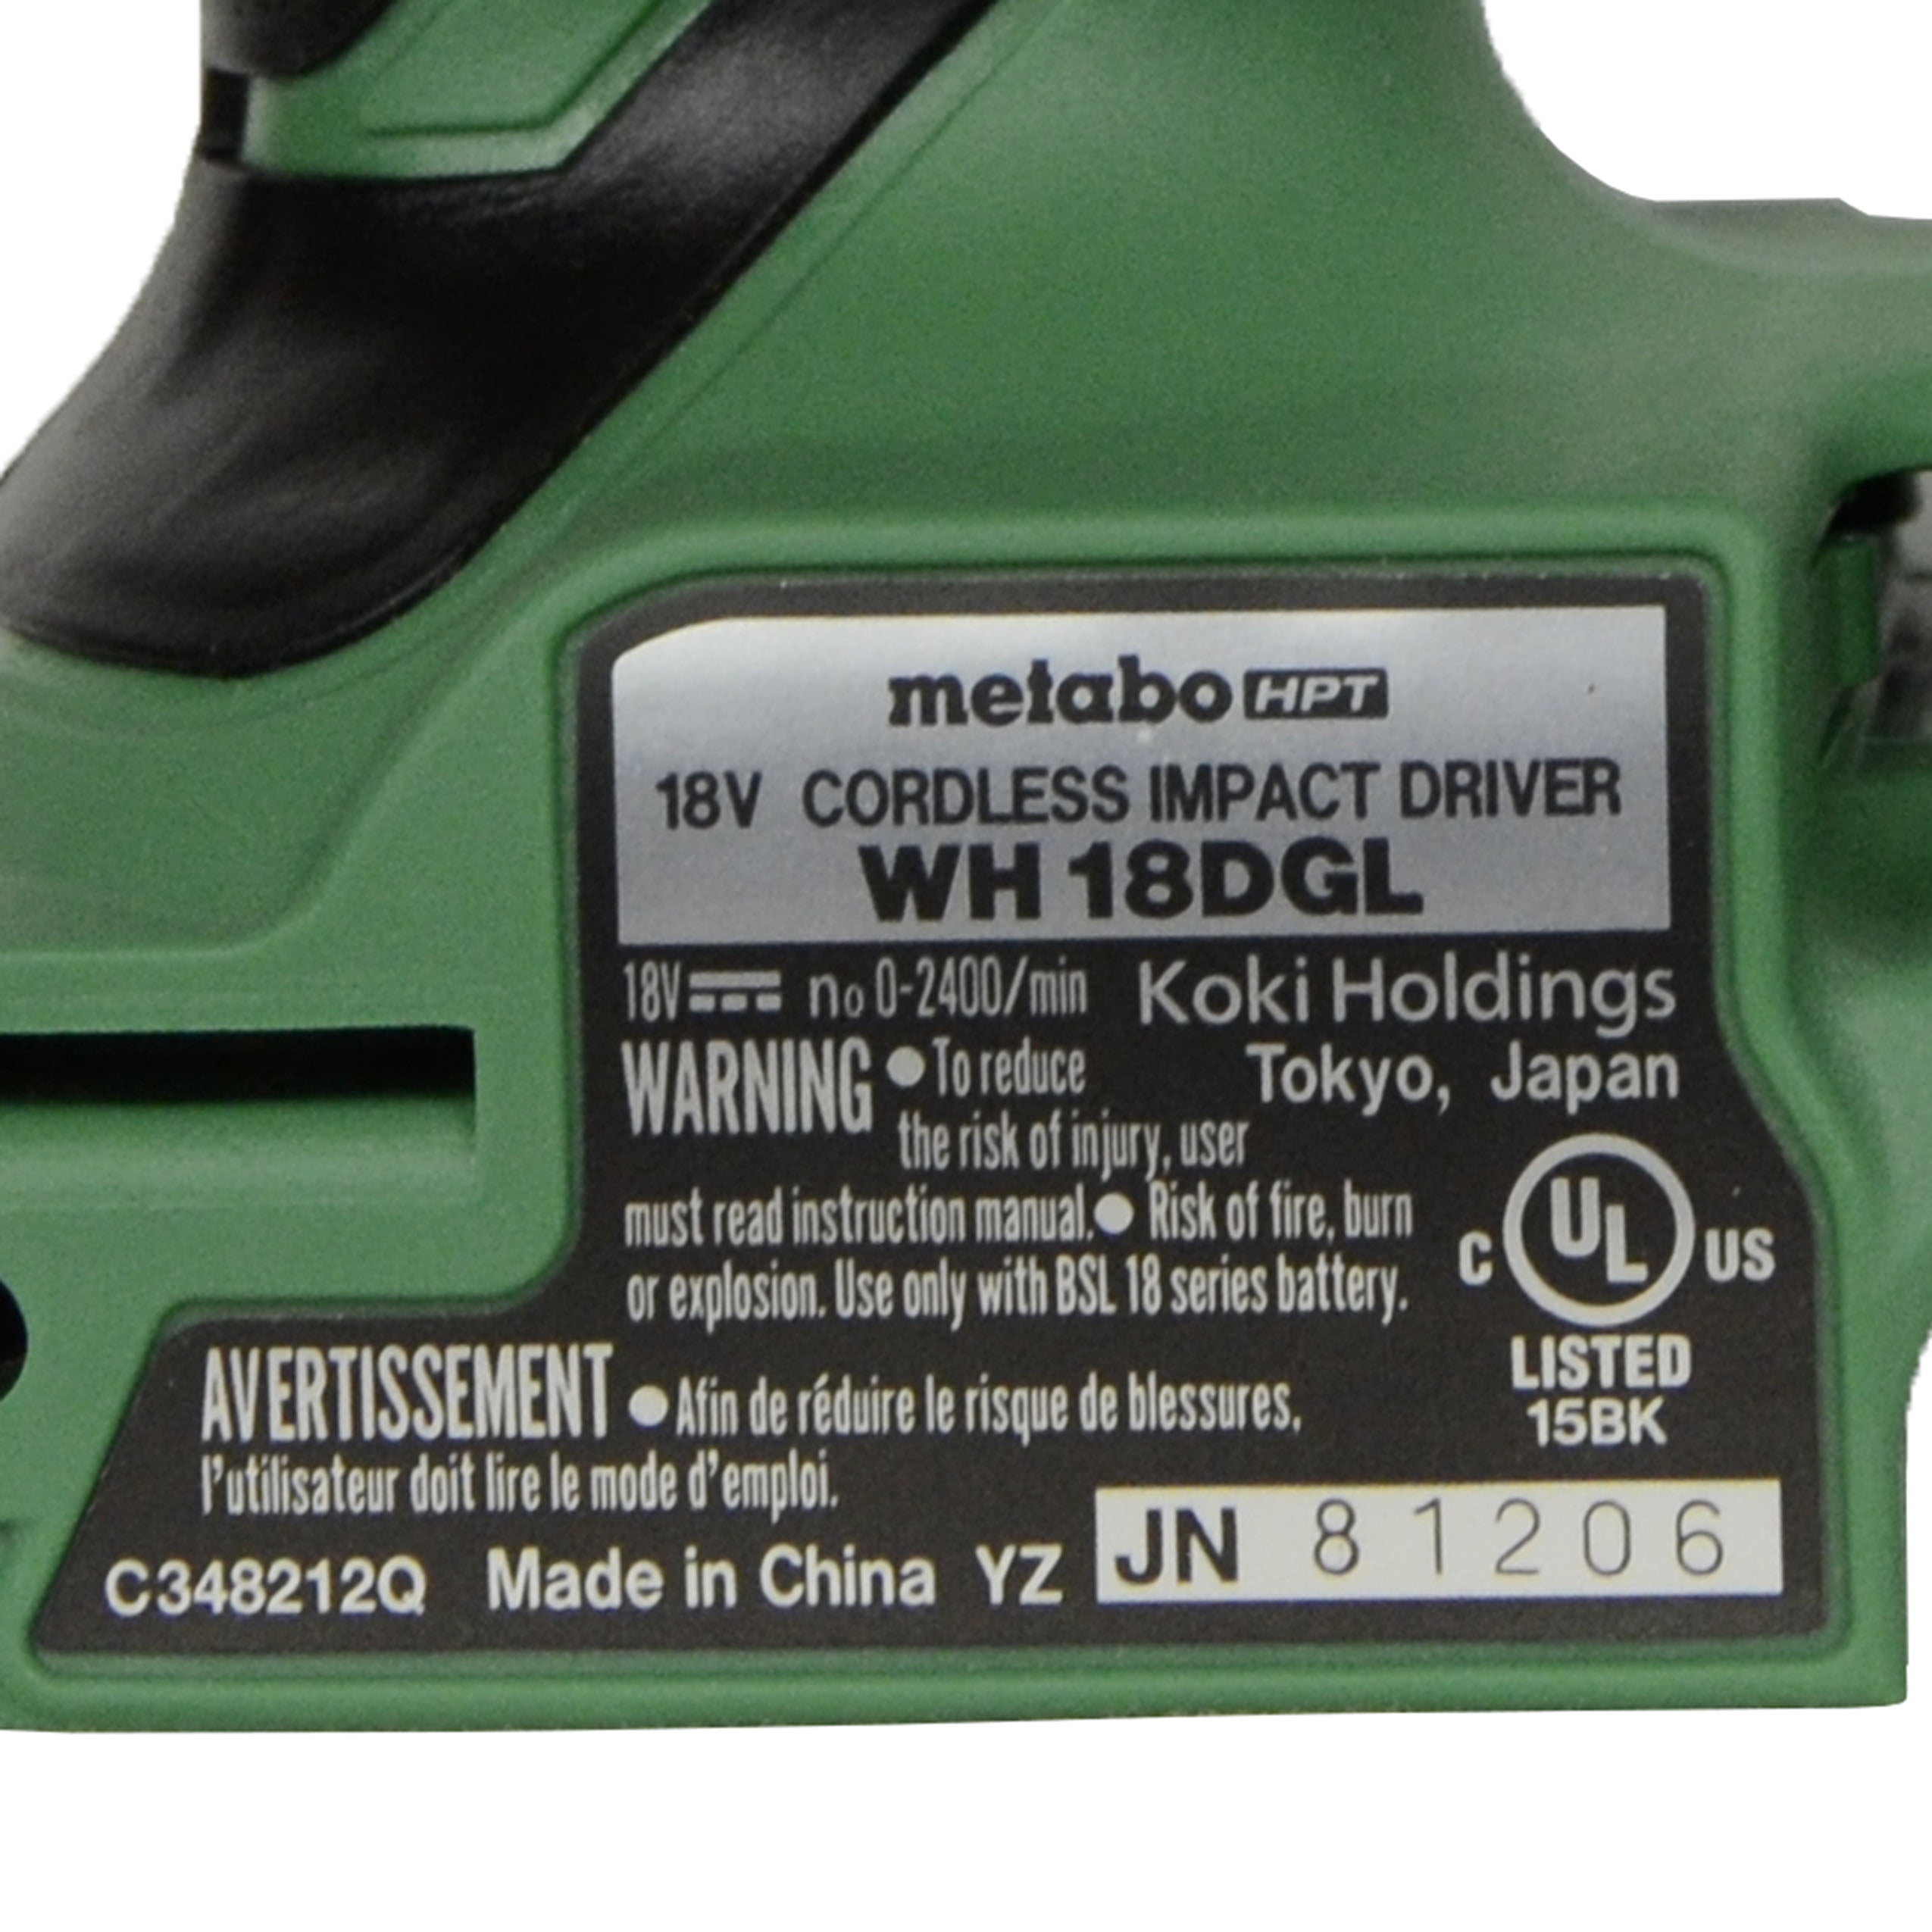 metabo HPT
18V CORDLESS IMPACT DRIVER
WH 18DGL
18V n₀ 0-2400/min Koki Holdings
Tokyo, Japan
WARNING ●To reduce
the risk of injury, user
must read instruction manual.● Risk of fire, burn
or explosion. Use only with BSL 18 series battery.
C UL US
LISTED
15BK
AVERTISSEMENT ●Afin de réduire le risque de blessures,
l'utilisateur doit lire le mode d'emploi.
C348212Q Made in China YZ JN 81206